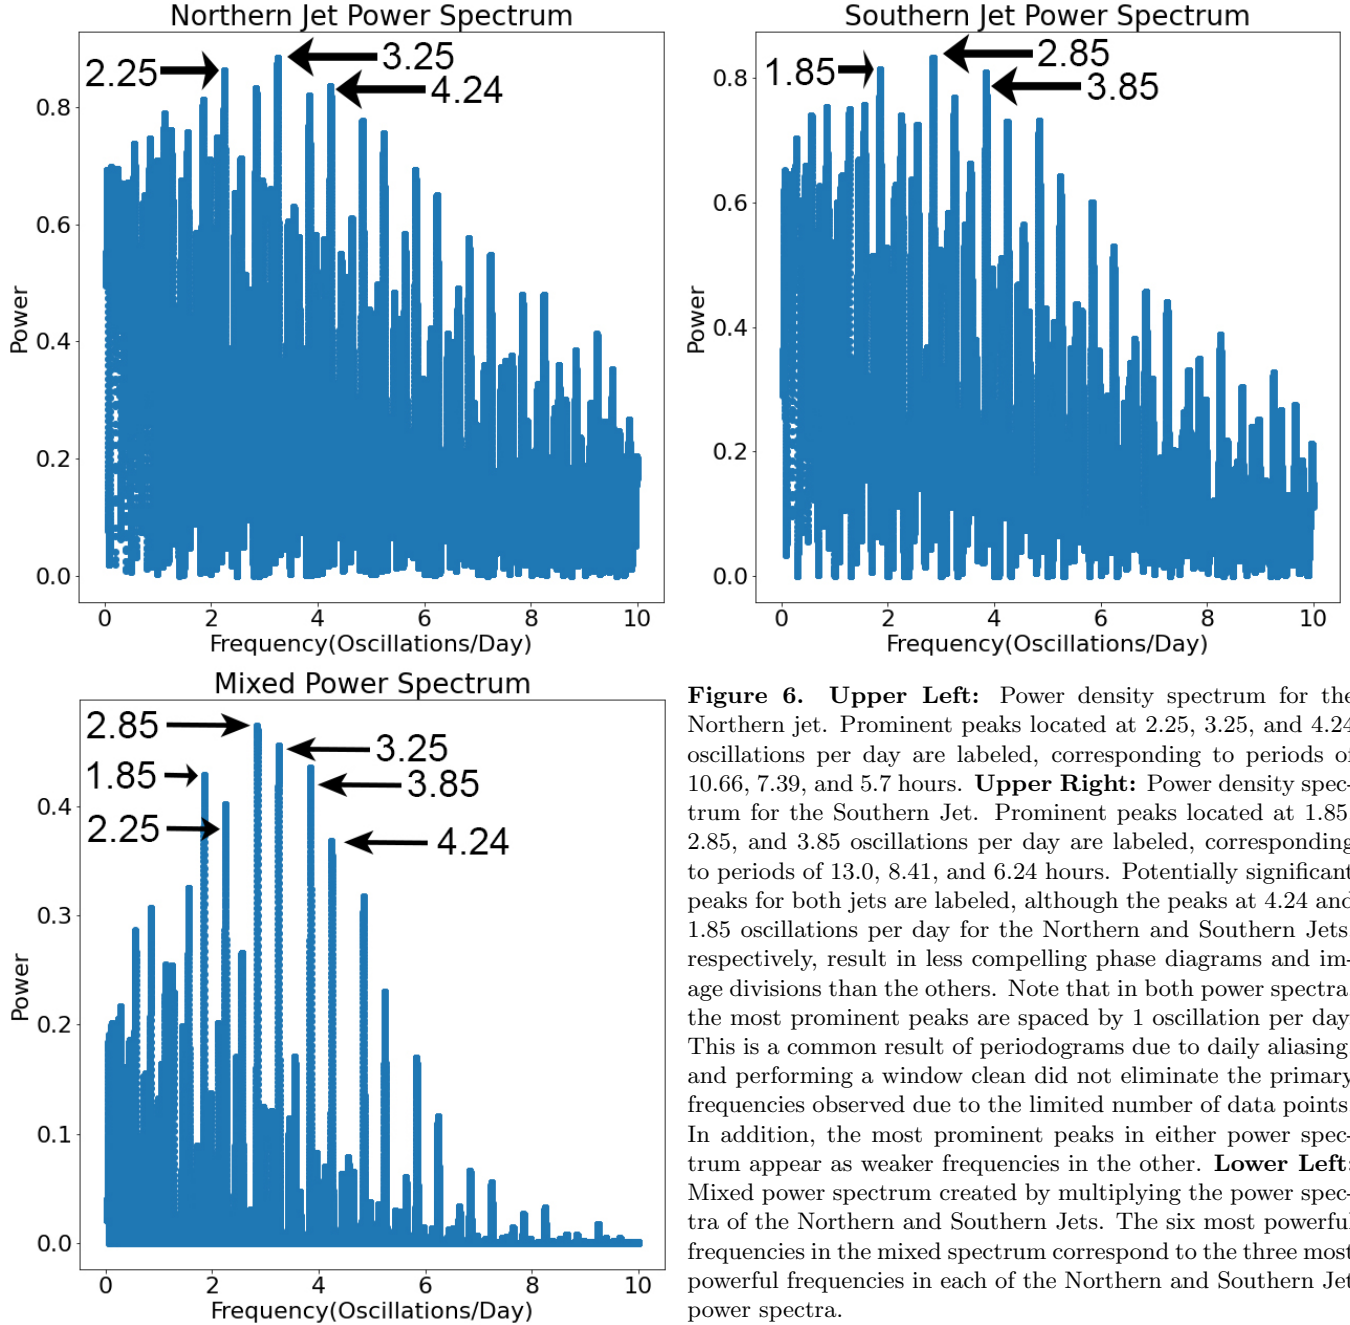 Northern Jet Power Spectrum
2.25
3.25
4.24
Power
0.8
0.6
0.4
0.2
0.0
0 2 4 6 8 10
Frequency(Oscillations/Day)
Southern Jet Power Spectrum
1.85
2.85
3.85
Power
0.8
0.6
0.4
0.2
0.0
0 2 4 6 8 10
Frequency(Oscillations/Day)
Mixed Power Spectrum
2.85
1.85
2.25
3.25
3.85
4.24
Power
0.4
0.3
0.2
0.1
0.0
0 2 4 6 8 10
Frequency(Oscillations/Day)
Figure 6. Upper Left: Power density spectrum for the
Northern jet. Prominent peaks located at 2.25, 3.25, and 4.24
oscillations per day are labeled, corresponding to periods of
10.66, 7.39, and 5.7 hours. Upper Right: Power density spec-
trum for the Southern Jet. Prominent peaks located at 1.85
2.85, and 3.85 oscillations per day are labeled, corresponding
to periods of 13.0, 8.41, and 6.24 hours. Potentially significant
peaks for both jets are labeled, although the peaks at 4.24 and
1.85 oscillations per day for the Northern and Southern Jets
respectively, result in less compelling phase diagrams and im-
age divisions than the others. Note that in both power spectra
the most prominent peaks are spaced by 1 oscillation per day
This is a common result of periodograms due to daily aliasing
and performing a window clean did not eliminate the primary
frequencies observed due to the limited number of data points
In addition, the most prominent peaks in either power spec-
trum appear as weaker frequencies in the other. Lower Left:
Mixed power spectrum created by multiplying the power spec-
tra of the Northern and Southern Jets. The six most powerful
frequencies in the mixed spectrum correspond to the three most
powerful frequencies in each of the Northern and Southern Jet
power spectra.